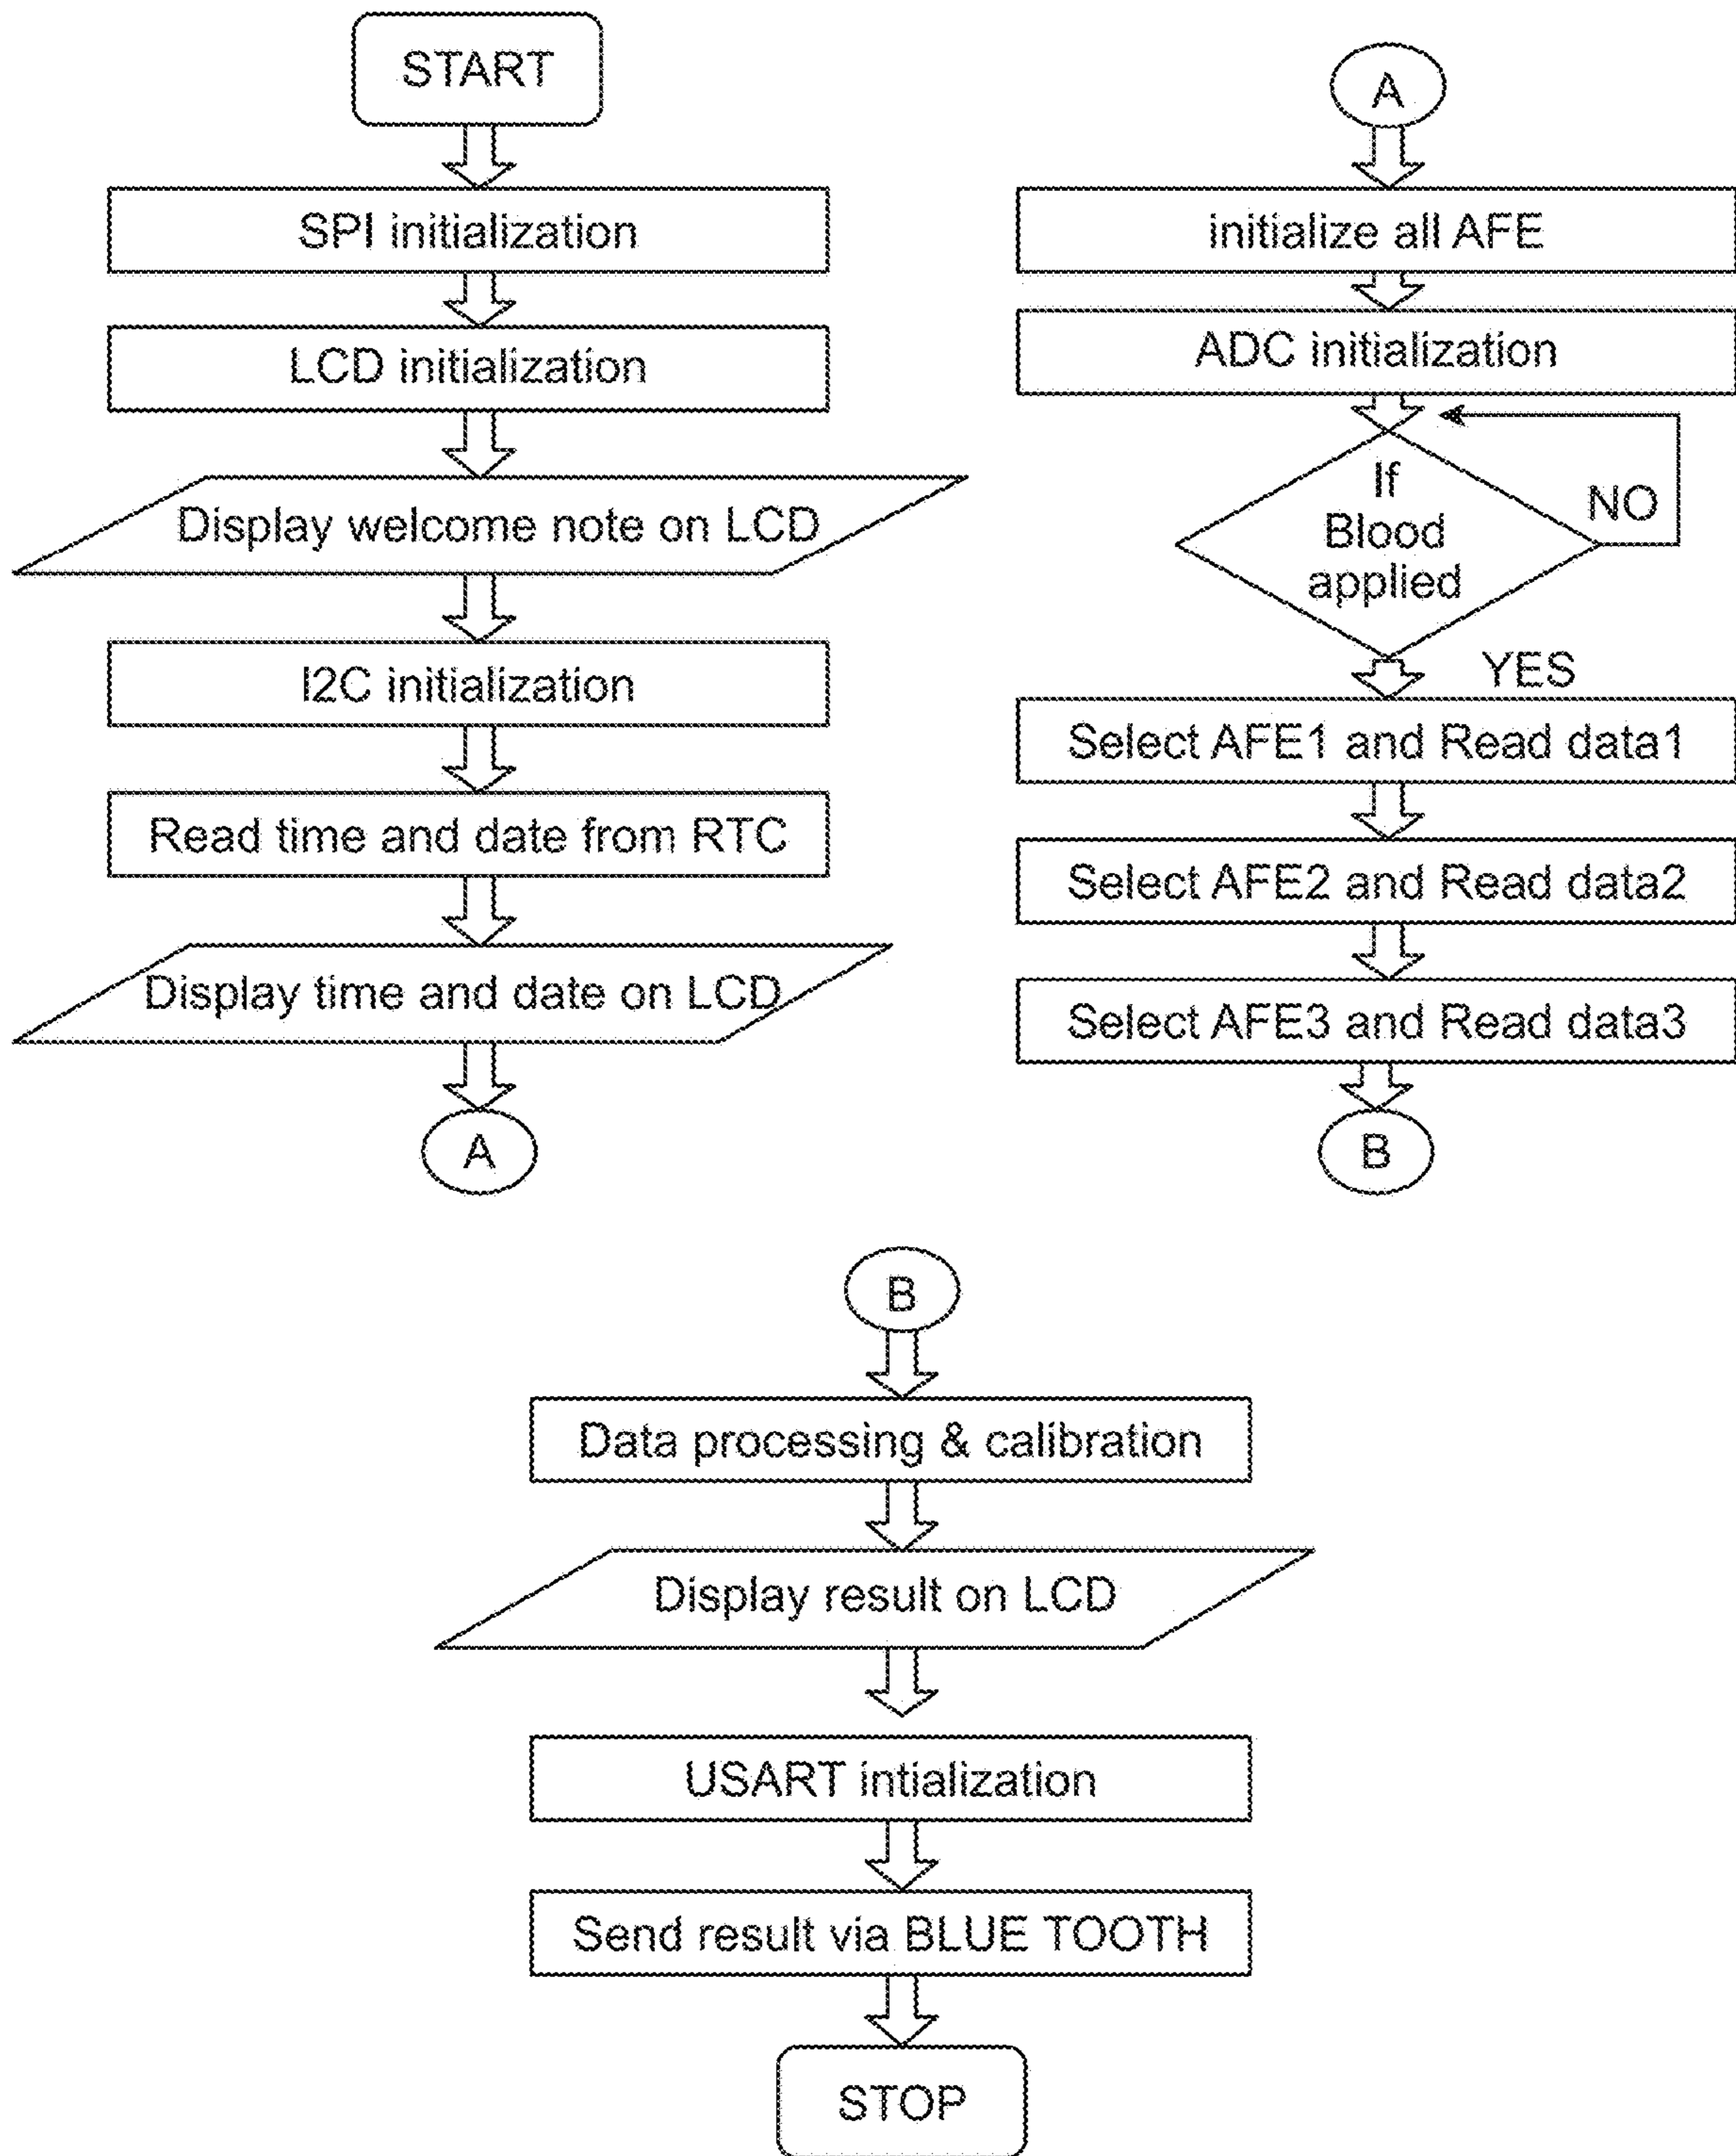 START
SPI initialization
LCD initialization
Display welcome note on LCD
I2C initialization
Read time and date from RTC
Display time and date on LCD
A
A
initialize all AFE
ADC initialization
If
Blood
applied
NO
YES
Select AFE1 and Read data1
Select AFE2 and Read data2
Select AFE3 and Read data3
B
B
Data processing & calibration
Display result on LCD
USART intialization
Send result via BLUE TOOTH
STOP